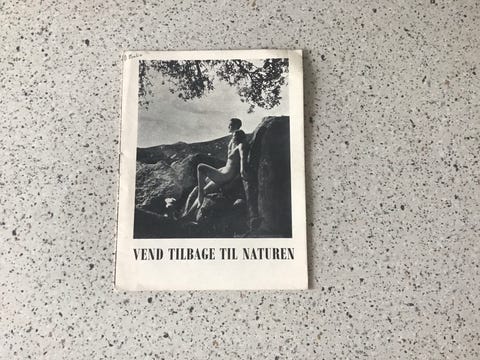 VEND TILBAGE TIL NATUREN